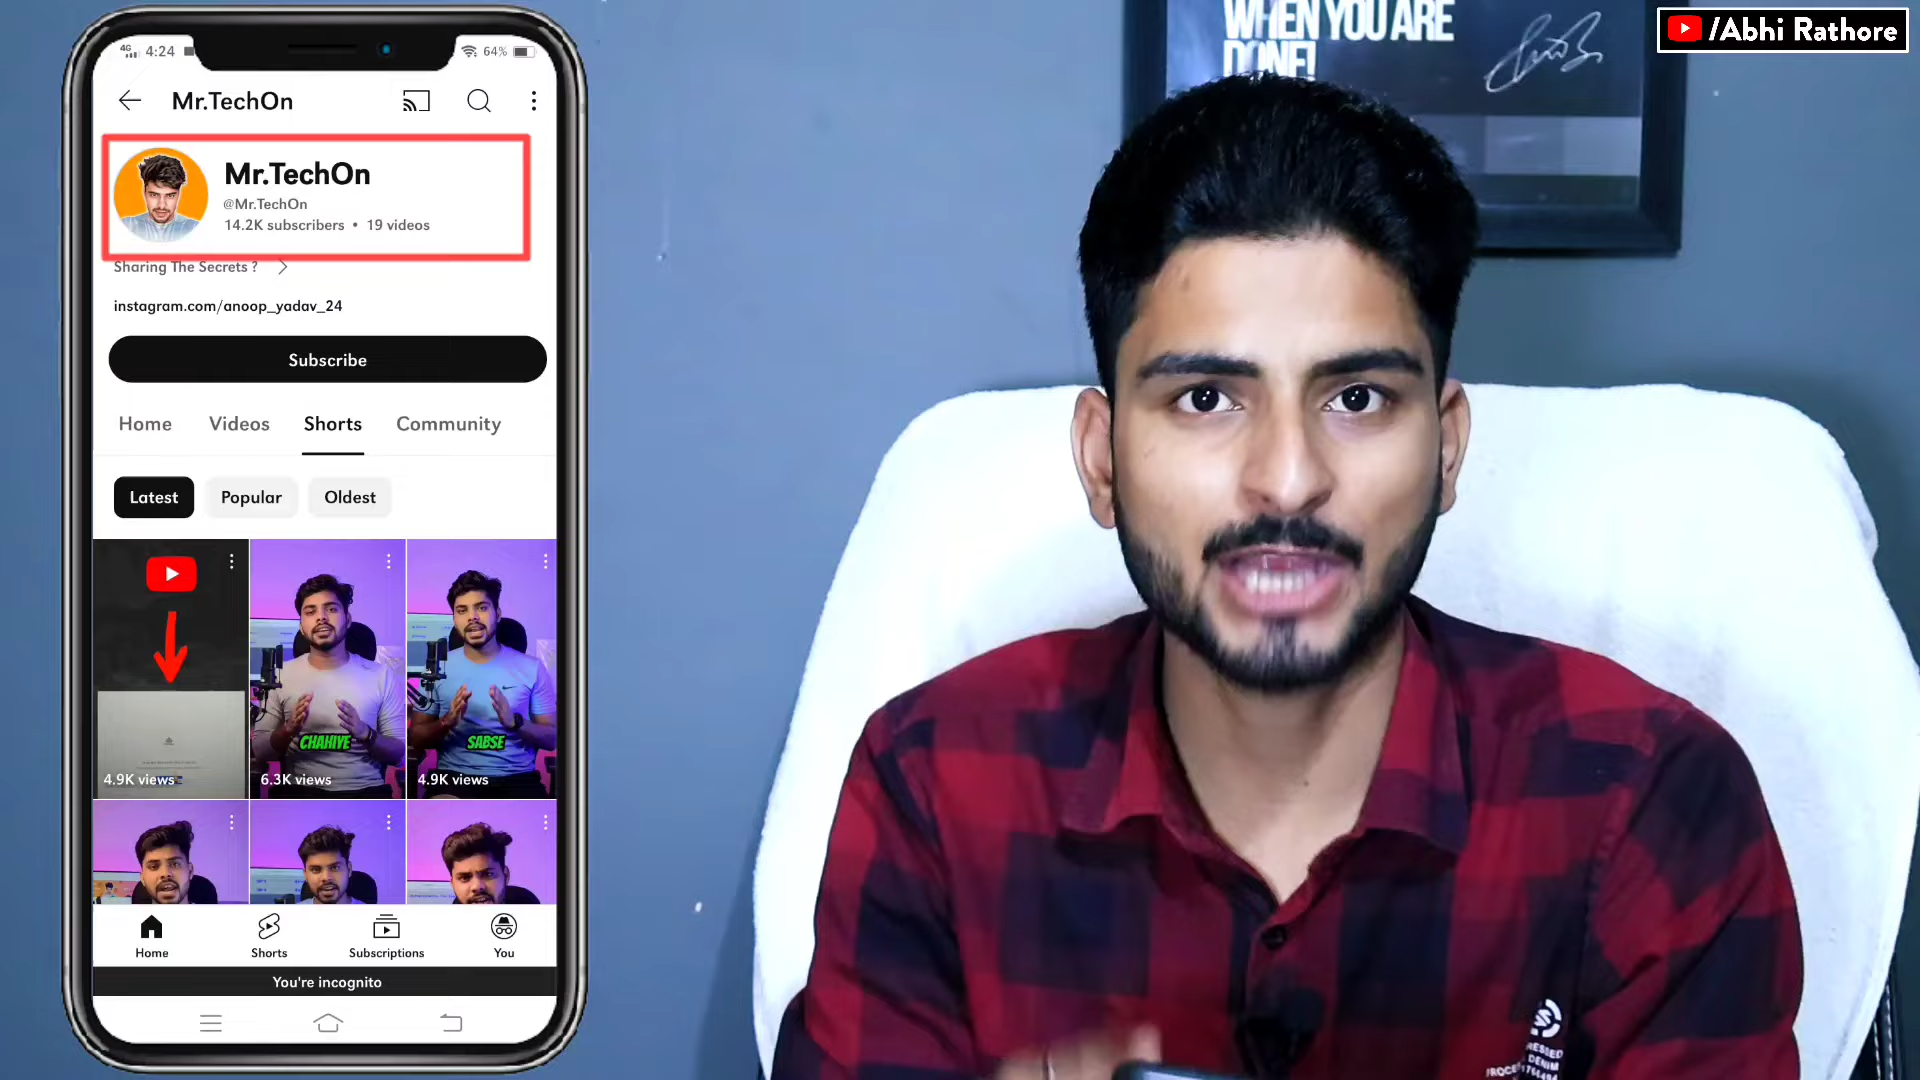 4G 4:24 64%
Mr.TechOn
Mr.TechOn
@Mr.TechOn
14.2K subscribers • 19 videos
Sharing The Secrets ?
instagram.com/anoop_yadav_24
Subscribe
Home Videos Shorts Community
Latest Popular Oldest
CHAHIYE
SABSE
4.9K views 6.3K views 4.9K views
Home Shorts Subscriptions You
You're incognito
WHEN YOU ARE
DONE!
/Abhi Rathore
DENIM